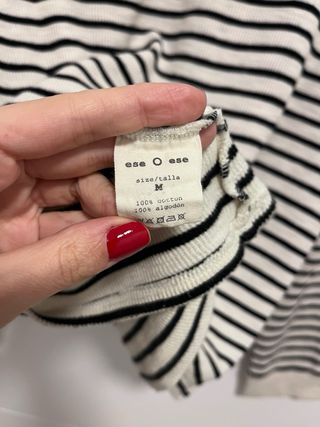 ese O ese
size/talla
M
100% cotton
100% algodón